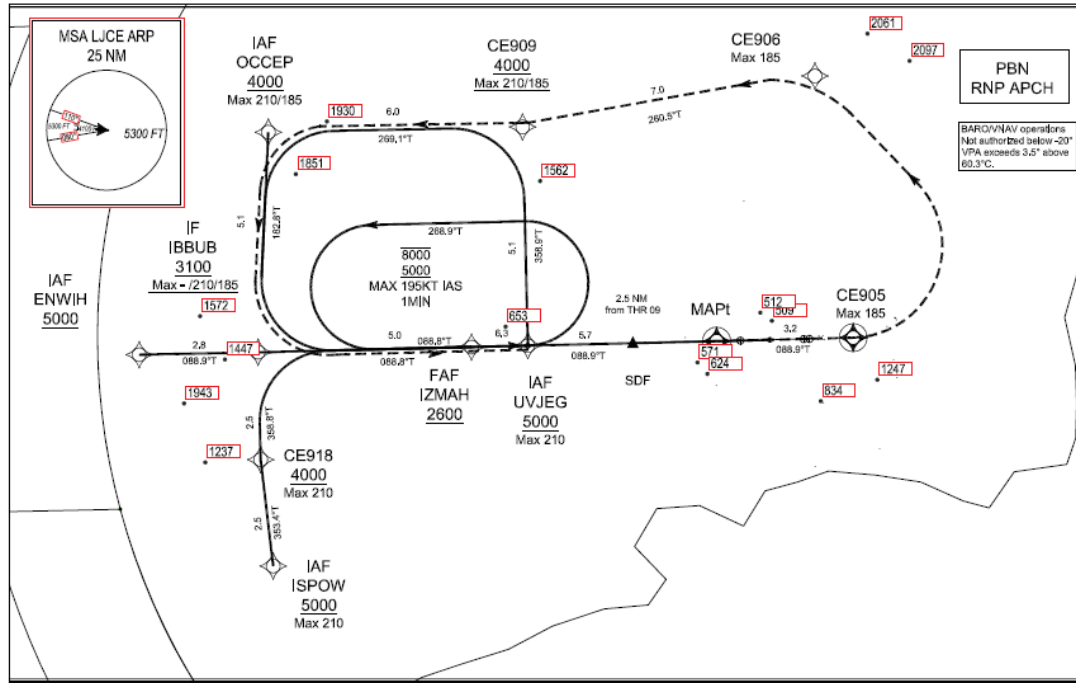 MSA LJCE ARP
25 NM
5300 FT
5300 FT
IAF
OCCEP
4000
Max 210/185
CE909
4000
Max 210/185
CE906
Max 185
2061
2097
PBN
RNP APCH
BARO/VNAV operations
Not authorized below -20°
VPA exceeds 3.5° above
60.3°C.
1930
6.0
269.1°T
7.0
260.5°T
1851
1562
5.1
182.8°T
5.1
358.9°T
268.9°T
8000
5000
MAX 195KT IAS
1MIN
IF
IBBUB
3100
Max - /210/185
IAF
ENWIH
5000
1572
653
2.5 NM
from THR 09
MAPt
512
509
CE905
Max 185
2.8
088.9°T
1447
5.0
088.8°T
088.8°T
6.3
5.7
088.9°T
3.2
088.9°T
571
624
SDF
1247
834
FAF
IZMAH
2600
IAF
UVJEG
5000
Max 210
1943
2.5
358.8°T
1237
CE918
4000
Max 210
2.5
353.4°T
IAF
ISPOW
5000
Max 210